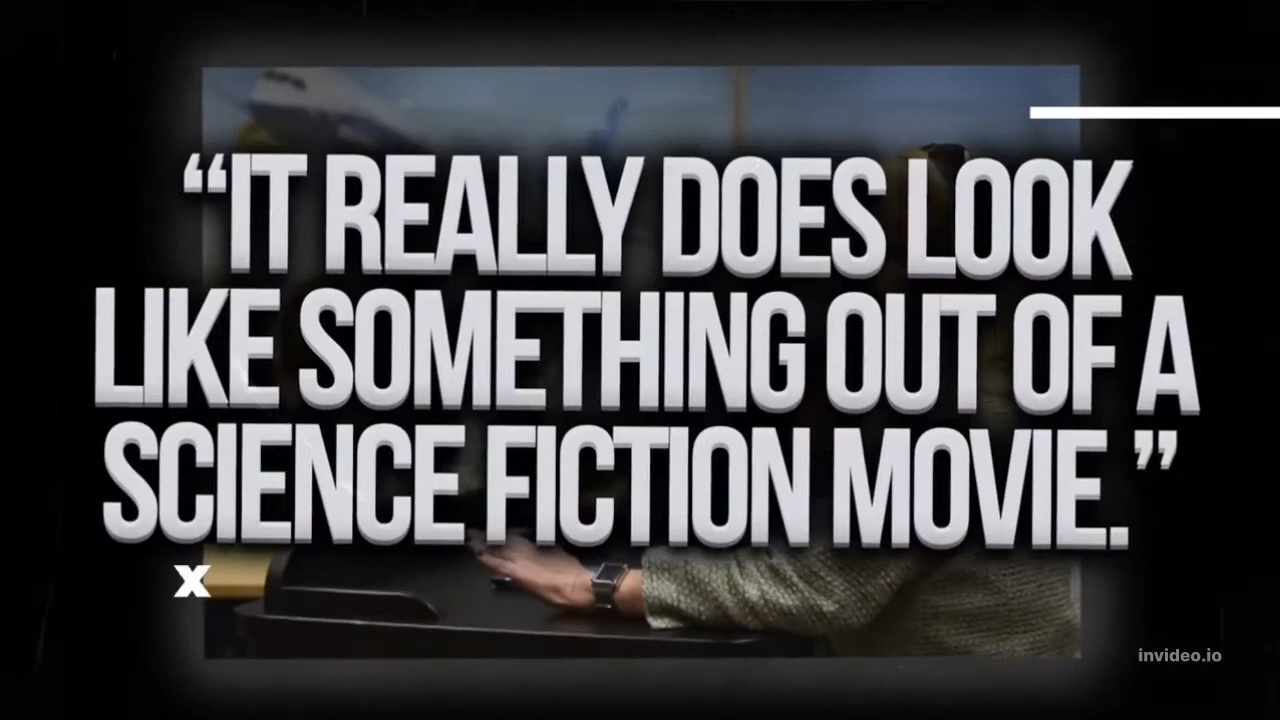 “IT REALLY DOES LOOK
LIKE SOMETHING OUT OF A
SCIENCE FICTION MOVIE.”
x
invideo.io